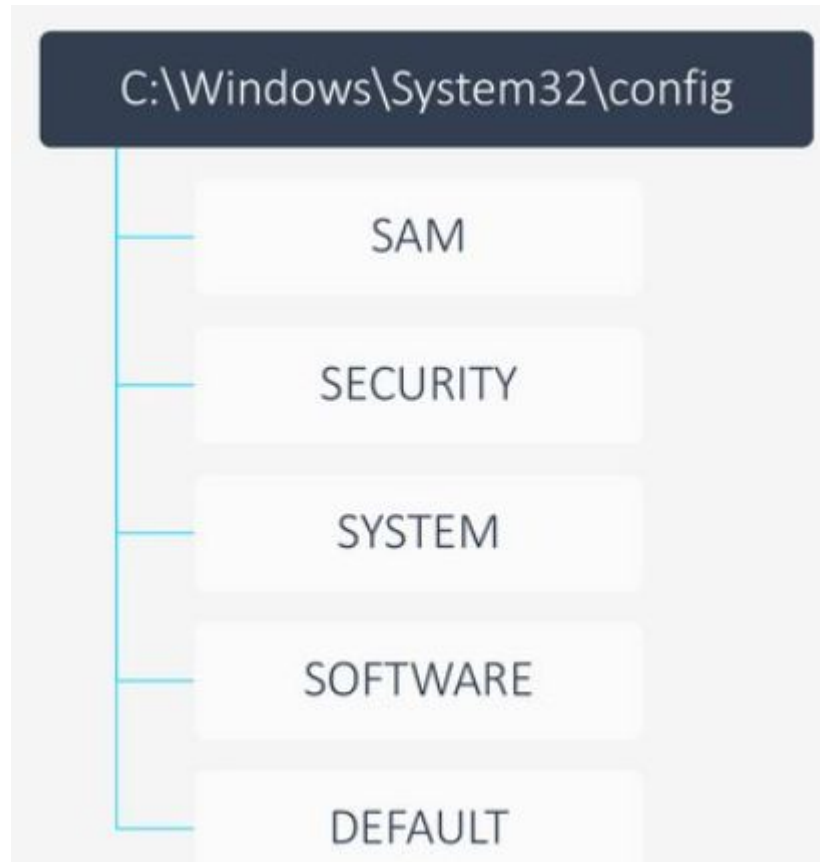 C:\Windows\System32\config
SAM
SECURITY
SYSTEM
SOFTWARE
DEFAULT